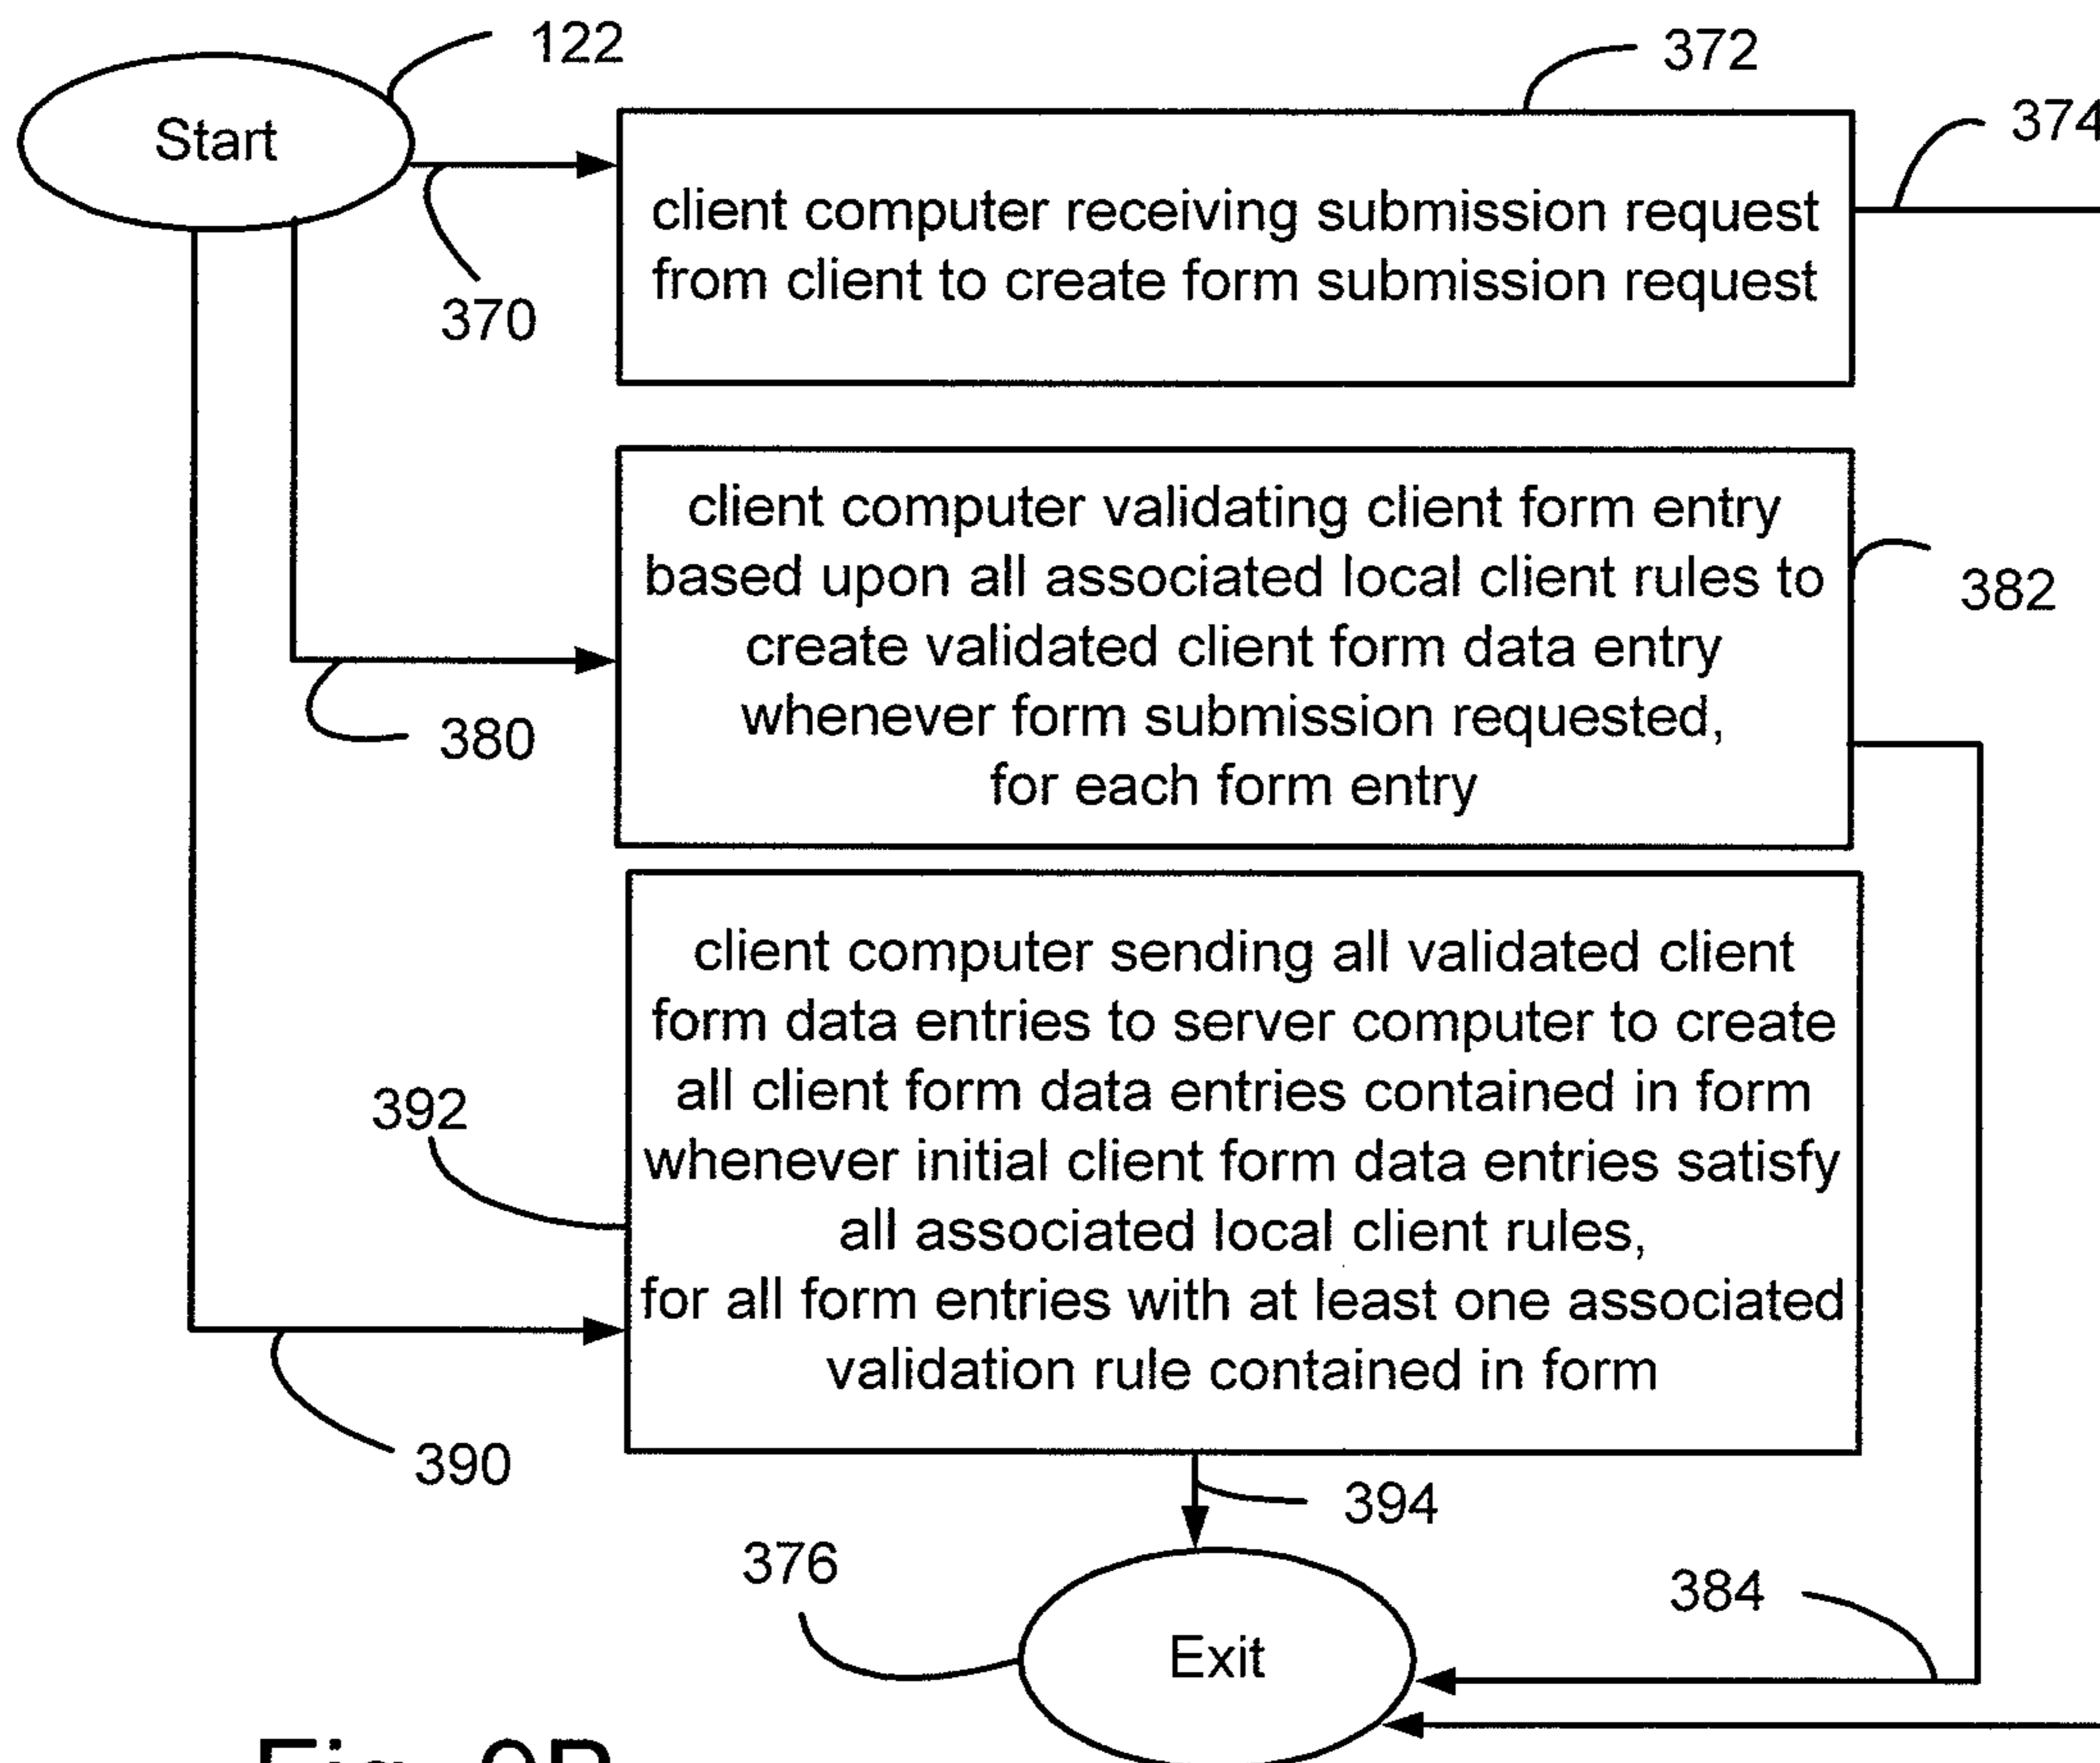 122
372
374
Start
client computer receiving submission request
from client to create form submission request
370
client computer validating client form entry
based upon all associated local client rules to
create validated client form data entry
whenever form submission requested,
for each form entry
382
380
client computer sending all validated client
form data entries to server computer to create
all client form data entries contained in form
whenever initial client form data entries satisfy
all associated local client rules,
for all form entries with at least one associated
validation rule contained in form
392
390
394
376
384
Exit